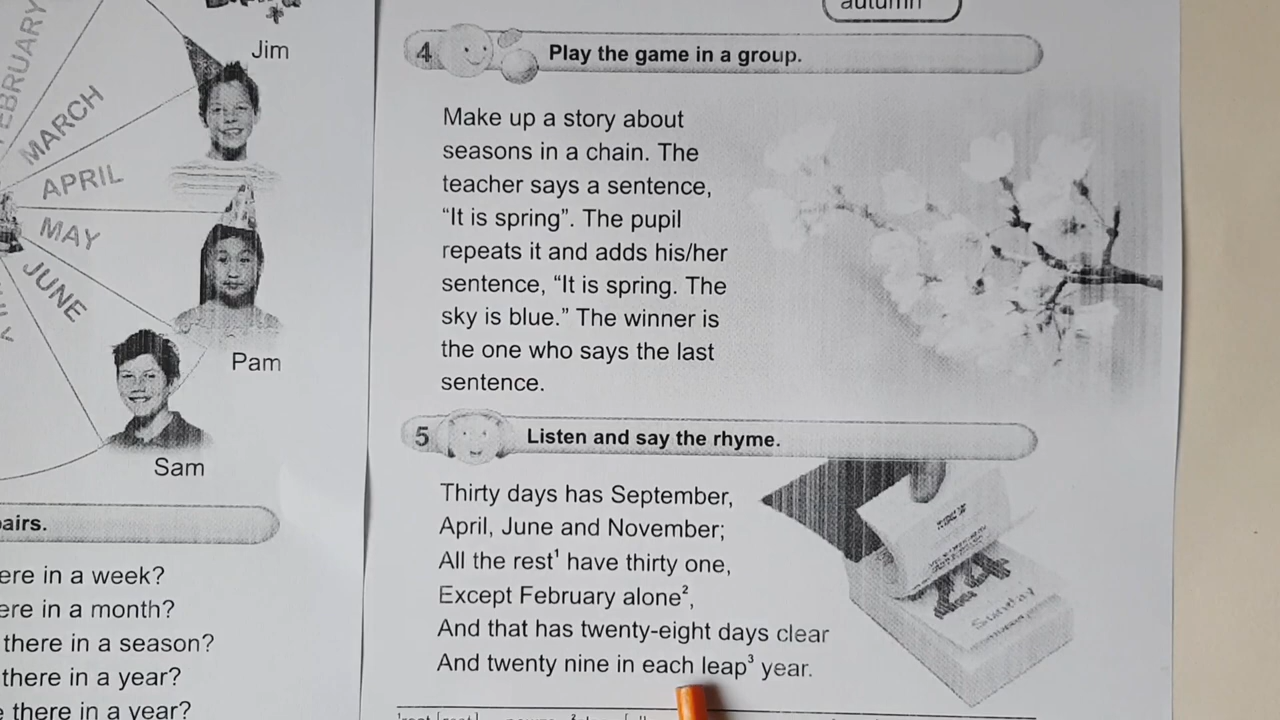 Jim
MARCH
APRIL
MAY
JUNE
Pam
Sam
airs.
ere in a week?
ere in a month?
there in a season?
there in a year?
there in a year?
autumn
4
Play the game in a group.
Make up a story about
seasons in a chain. The
teacher says a sentence,
“It is spring”. The pupil
repeats it and adds his/her
sentence, “It is spring. The
sky is blue.” The winner is
the one who says the last
sentence.
5
Listen and say the rhyme.
Thirty days has September,
April, June and November;
All the rest¹ have thirty one,
Except February alone²,
And that has twenty-eight days clear
And twenty nine in each leap³ year.
24
Sunday